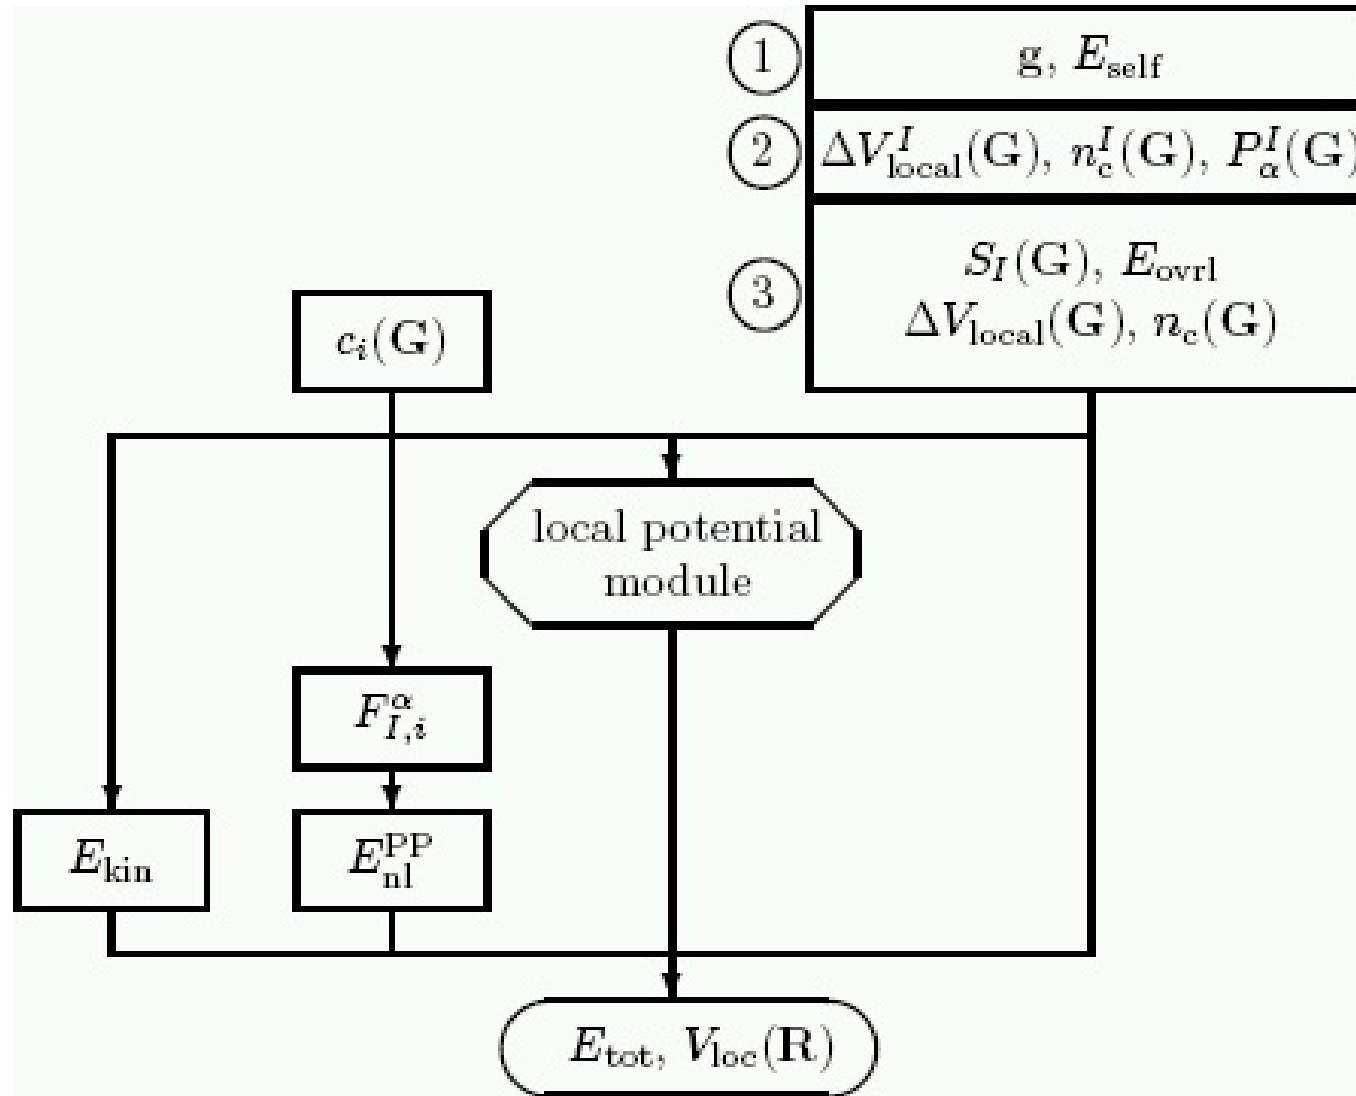 ① g, E_self
② ΔV^I_local(G), n^I_c(G), P^I_α(G)
③ S_I(G), E_ovrl
ΔV_local(G), n_c(G)
c_i(G)
local potential
module
F^α_{I,i}
E_kin
E^PP_nl
E_tot, V_loc(R)